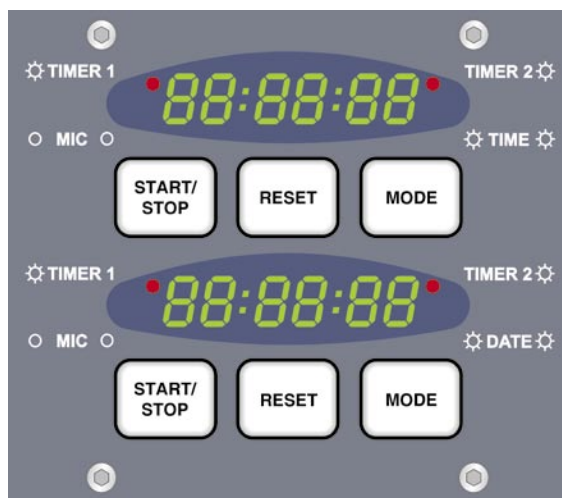 TIMER 1
TIMER 2
88:88:88
MIC
TIME
START/
STOP
RESET
MODE
TIMER 1
TIMER 2
88:88:88
MIC
DATE
START/
STOP
RESET
MODE